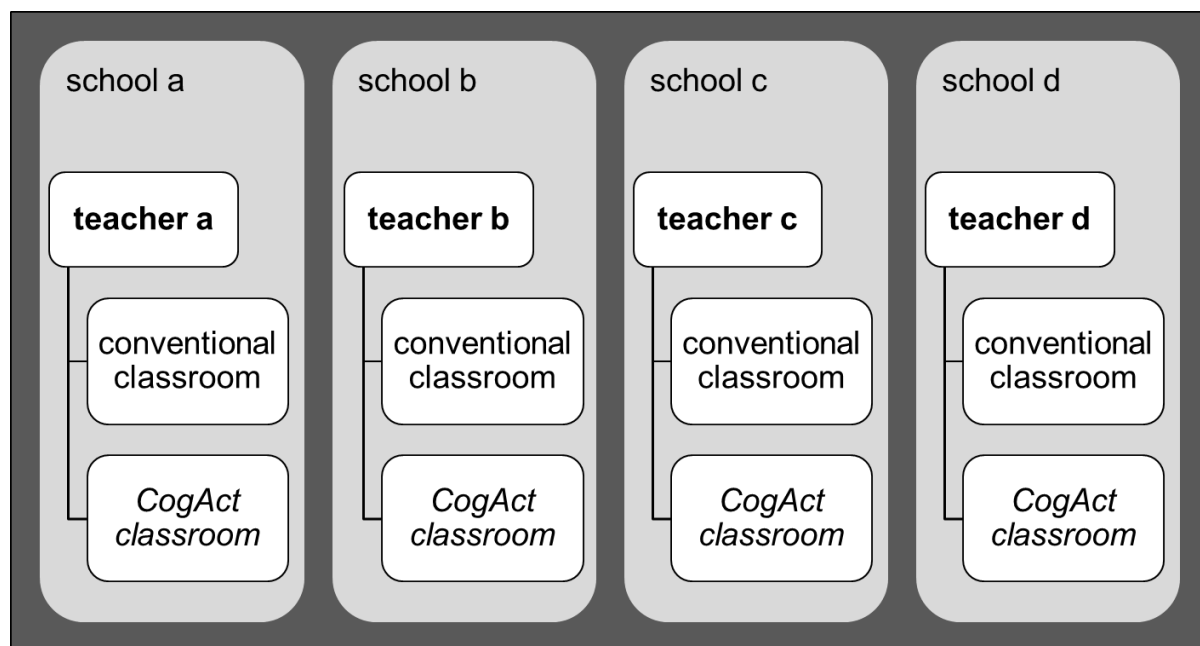 school a
teacher a
conventional
classroom
CogAct
classroom
school b
teacher b
conventional
classroom
CogAct
classroom
school c
teacher c
conventional
classroom
CogAct
classroom
school d
teacher d
conventional
classroom
CogAct
classroom